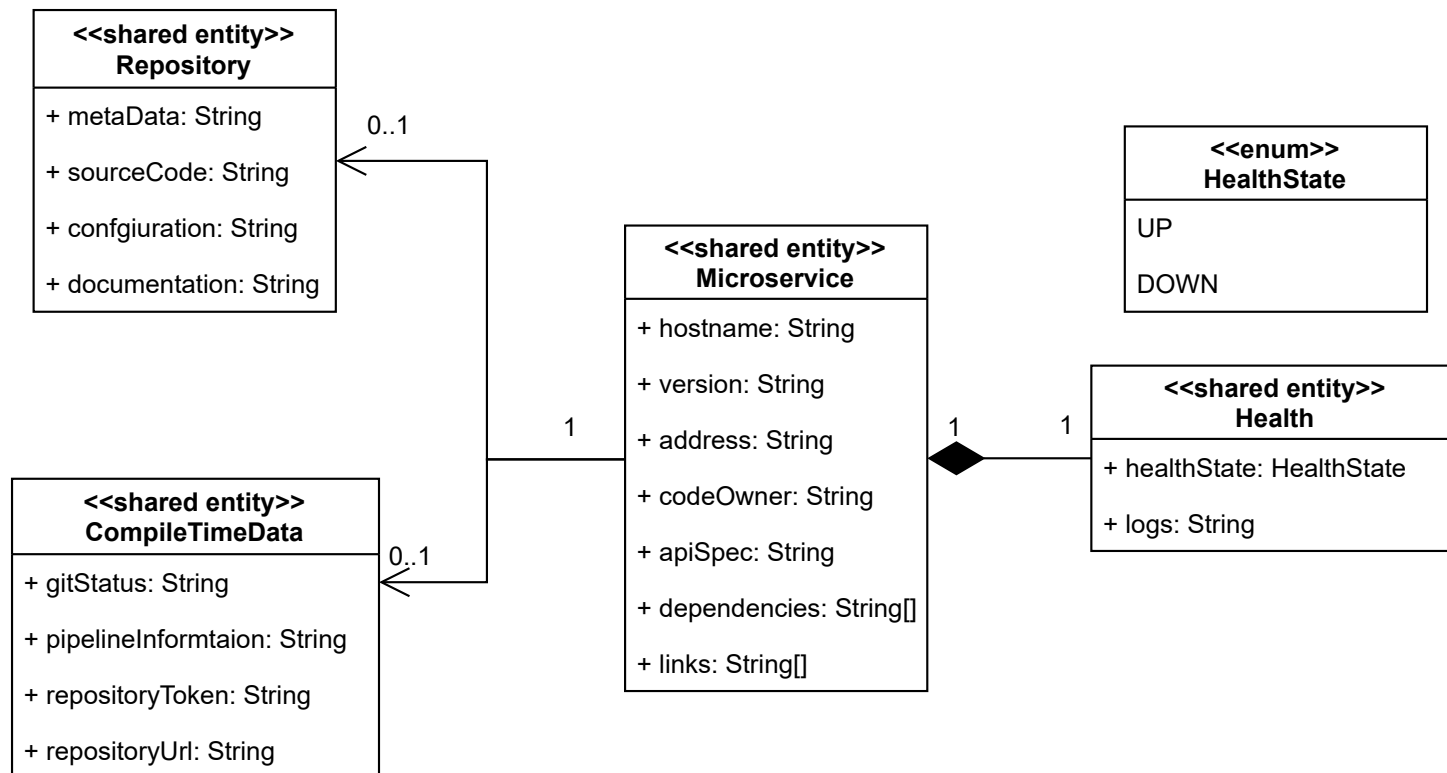 <<shared entity>>
Repository
+ metaData: String
+ sourceCode: String
+ confgiuration: String
+ documentation: String
0..1
<<enum>>
HealthState
UP
DOWN
<<shared entity>>
Microservice
+ hostname: String
+ version: String
+ address: String
+ codeOwner: String
+ apiSpec: String
+ dependencies: String[]
+ links: String[]
1
1
1
<<shared entity>>
Health
+ healthState: HealthState
+ logs: String
<<shared entity>>
CompileTimeData
0..1
+ gitStatus: String
+ pipelineInformtaion: String
+ repositoryToken: String
+ repositoryUrl: String